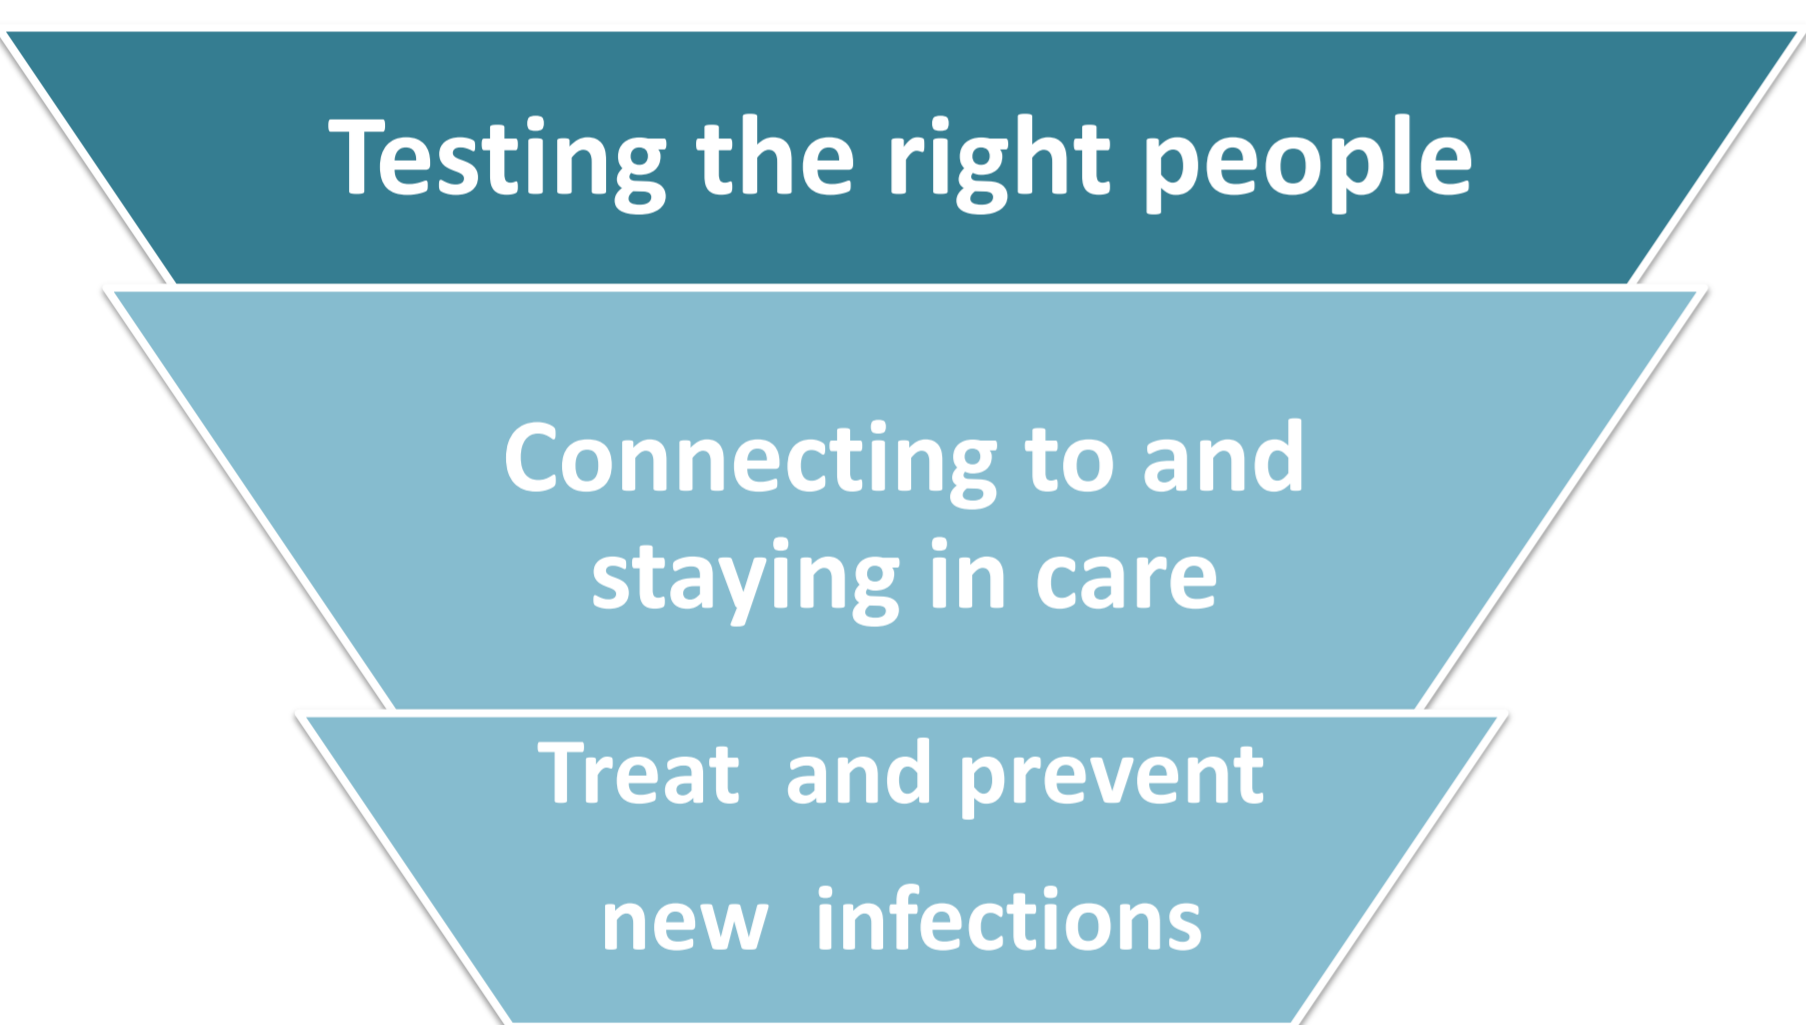 Testing the right people
Connecting to and
staying in care
Treat and prevent
new infections